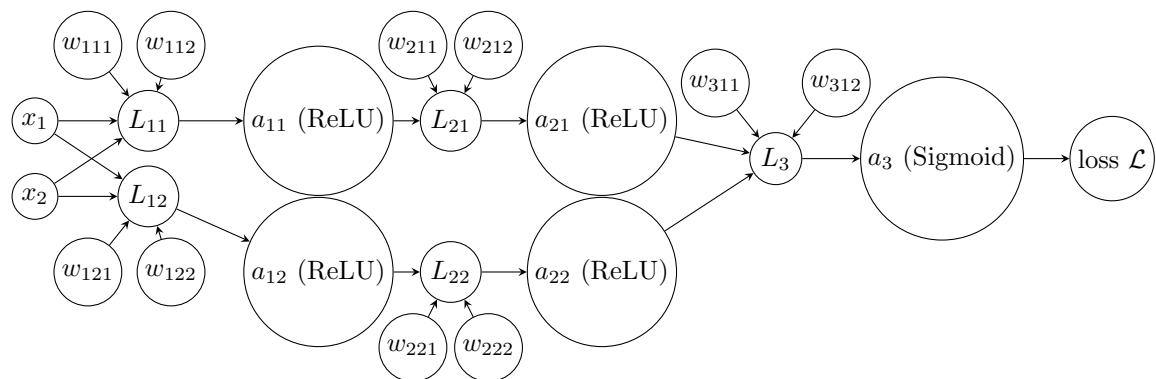 w₁₁₁
w₁₁₂
w₂₁₁
w₂₁₂
w₃₁₁
w₃₁₂
x₁
L₁₁
a₁₁ (ReLU)
L₂₁
a₂₁ (ReLU)
L₃
a₃ (Sigmoid)
loss ℒ
x₂
L₁₂
w₁₂₁
w₁₂₂
a₁₂ (ReLU)
L₂₂
a₂₂ (ReLU)
w₂₂₁
w₂₂₂